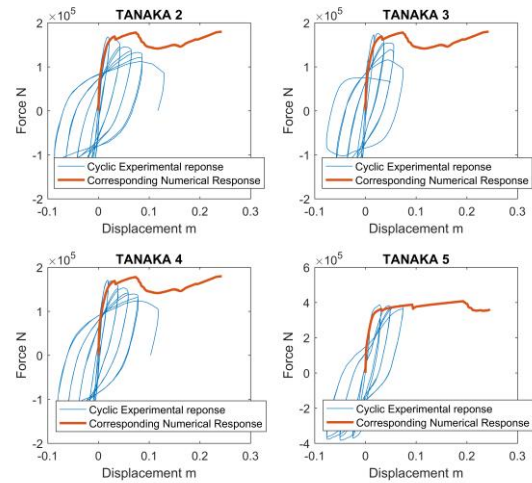 TANAKA 2
×10^5
2
1
0
-1
-2
Force N
Cyclic Experimental reponse
Corresponding Numerical Response
-0.1 0 0.1 0.2 0.3
Displacement m
TANAKA 3
×10^5
2
1
0
-1
-2
Force N
Cyclic Experimental reponse
Corresponding Numerical Response
-0.1 0 0.1 0.2 0.3
Displacement m
TANAKA 4
×10^5
2
1
0
-1
-2
Force N
Cyclic Experimental reponse
Corresponding Numerical Response
-0.1 0 0.1 0.2 0.3
Displacement m
TANAKA 5
×10^5
6
4
2
0
-2
-4
Force N
Cyclic Experimental reponse
Corresponding Numerical Response
-0.1 0 0.1 0.2 0.3
Displacement m